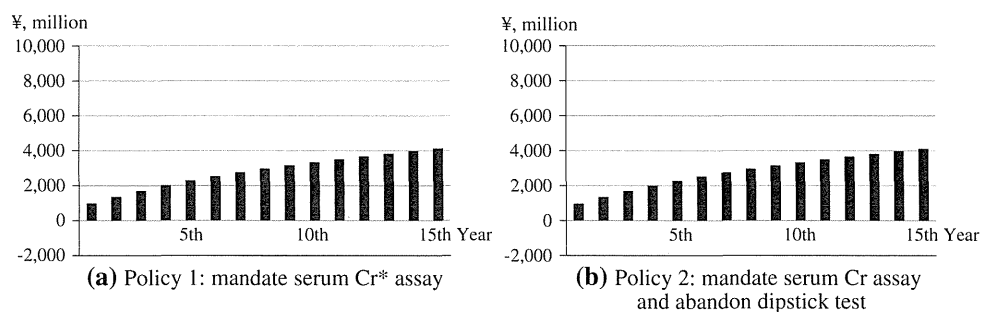 ¥, million
10,000
8,000
6,000
4,000
2,000
0
-2,000
5th 10th 15th Year
(a) Policy 1: mandate serum Cr* assay
¥, million
10,000
8,000
6,000
4,000
2,000
0
-2,000
5th 10th 15th Year
(b) Policy 2: mandate serum Cr assay
and abandon dipstick test